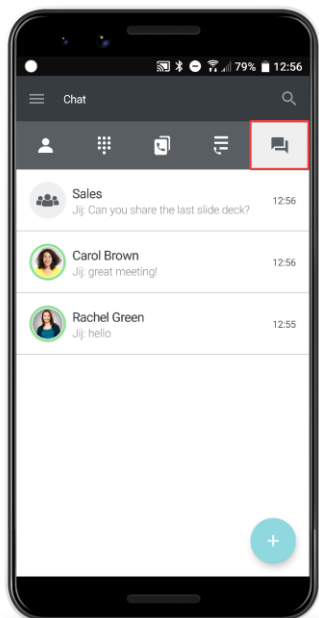 79% 12:56
Chat
Sales
Jij: Can you share the last slide deck?
12:56
Carol Brown
Jij: great meeting!
12:56
Rachel Green
Jij: hello
12:55